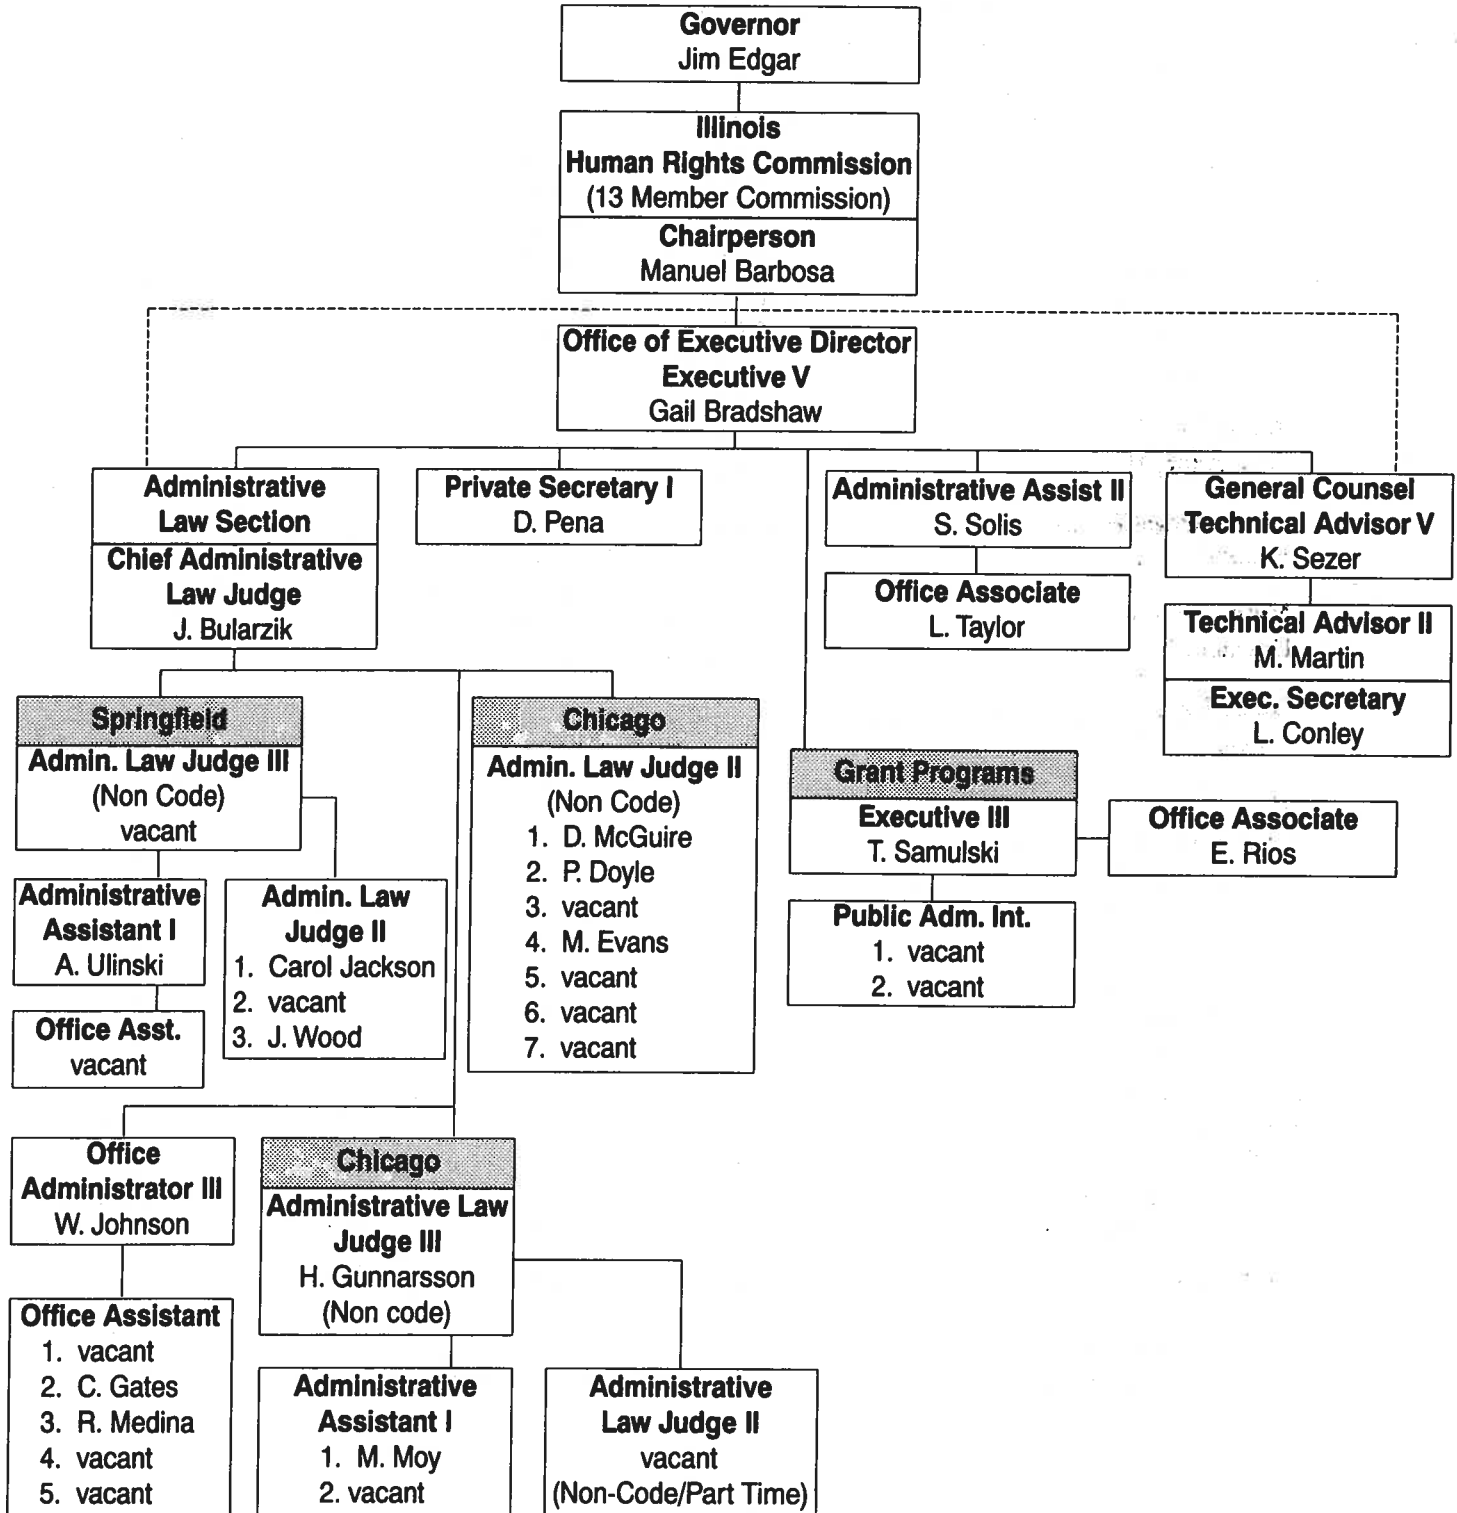 Governor
Jim Edgar
Illinois
Human Rights Commission
(13 Member Commission)
Chairperson
Manuel Barbosa
Office of Executive Director
Executive V
Gail Bradshaw
Administrative
Law Section
Chief Administrative
Law Judge
J. Bularzik
Private Secretary I
D. Pena
Administrative Assist II
S. Solis
Office Associate
L. Taylor
General Counsel
Technical Advisor V
K. Sezer
Technical Advisor II
M. Martin
Exec. Secretary
L. Conley
Springfield
Admin. Law Judge III
(Non Code)
vacant
Administrative
Assistant I
A. Ulinski
Office Asst.
vacant
Admin. Law
Judge II
1. Carol Jackson
2. vacant
3. J. Wood
Chicago
Admin. Law Judge II
(Non Code)
1. D. McGuire
2. P. Doyle
3. vacant
4. M. Evans
5. vacant
6. vacant
7. vacant
Grant Programs
Executive III
T. Samulski
Office Associate
E. Rios
Public Adm. Int.
1. vacant
2. vacant
Office
Administrator III
W. Johnson
Office Assistant
1. vacant
2. C. Gates
3. R. Medina
4. vacant
5. vacant
Chicago
Administrative Law
Judge III
H. Gunnarsson
(Non code)
Administrative
Assistant I
1. M. Moy
2. vacant
Administrative
Law Judge II
vacant
(Non-Code/Part Time)